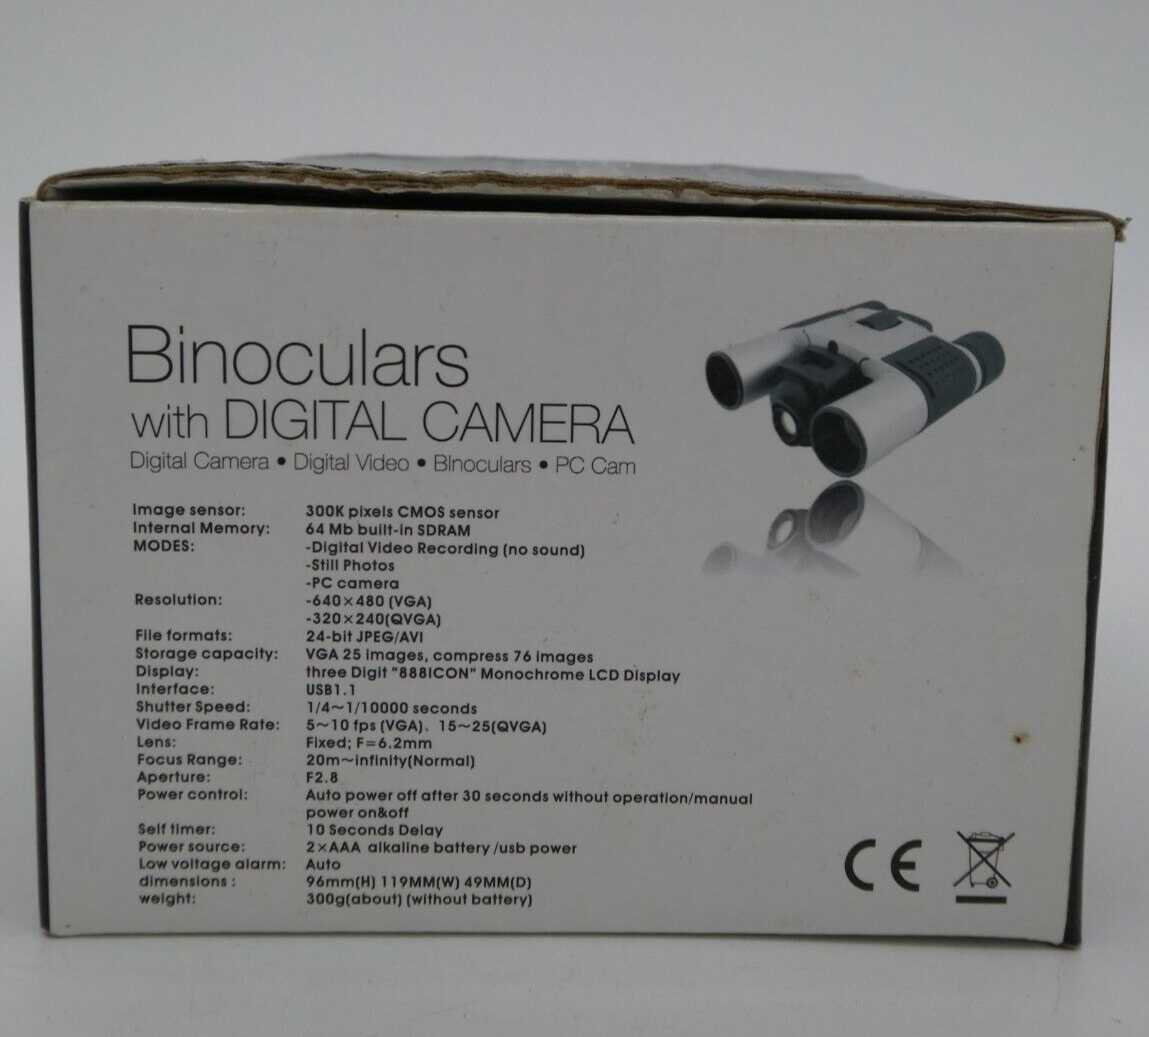 Binoculars
with DIGITAL CAMERA
Digital Camera • Digital Video • BInoculars • PC Cam
Image sensor: 300K pixels CMOS sensor
Internal Memory: 64 Mb built-in SDRAM
MODES: -Digital Video Recording (no sound)
-Still Photos
-PC camera
Resolution: -640×480 (VGA)
-320×240(QVGA)
File formats: 24-bit JPEG/AVI
Storage capacity: VGA 25 images, compress 76 images
Display: three Digit "888ICON" Monochrome LCD Display
Interface: USB1.1
Shutter Speed: 1/4～1/10000 seconds
Video Frame Rate: 5～10 fps (VGA)、15～25(QVGA)
Lens: Fixed; F=6.2mm
Focus Range: 20m～infinity(Normal)
Aperture: F2.8
Power control: Auto power off after 30 seconds without operation/manual
power on&off
Self timer: 10 Seconds Delay
Power source: 2×AAA alkaline battery /usb power
Low voltage alarm: Auto
dimensions : 96mm(H) 119MM(W) 49MM(D)
weight: 300g(about) (without battery)
CE